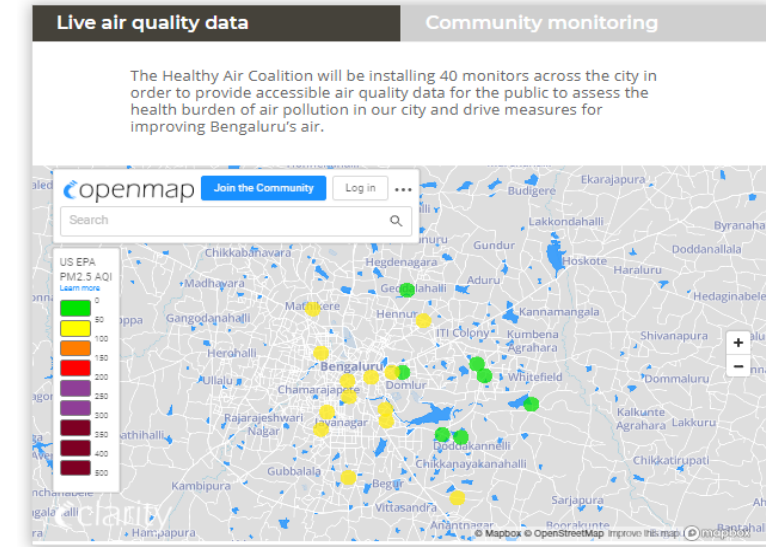 Live air quality data
Community monitoring
The Healthy Air Coalition will be installing 40 monitors across the city in
order to provide accessible air quality data for the public to assess the
health burden of air pollution in our city and drive measures for
improving Bengaluru's air.
openmap
Join the Community
Log in
•••
Search
US EPA
PM2.5 AQI
Learn more
0
50
100
150
200
250
300
350
400
500
Budigere
Ekarajapura
Lakkondahalli
Byranaha
Chikkabanavara
Gundur
Doddanallala
Hegdenagara
Hoskote
Haraluru
Madhavara
Aduru
Hedaginabele
Mathikere
Hennur
Kannamangala
Gangodanahalli
ITI Colony
Kumbena
Agrahara
Shivanapura
Herohalli
Bengaluru
Whitefield
Dommaluru
Ullalu
Chamarajapete
Domlur
Kalkunte
Agrahara
Lakkuru
Rajarajeshwari
Nagar
Jayanagar
athihalli
Doddakannelli
Chikkapayakanahalli
Chikkatirupati
Gubbalala
Kambipura
Begur
Sarjapura
Vittasandra
clarity
Anantnagar
Hampapura
© Mapbox © OpenStreetMap Improve this map
mapbox